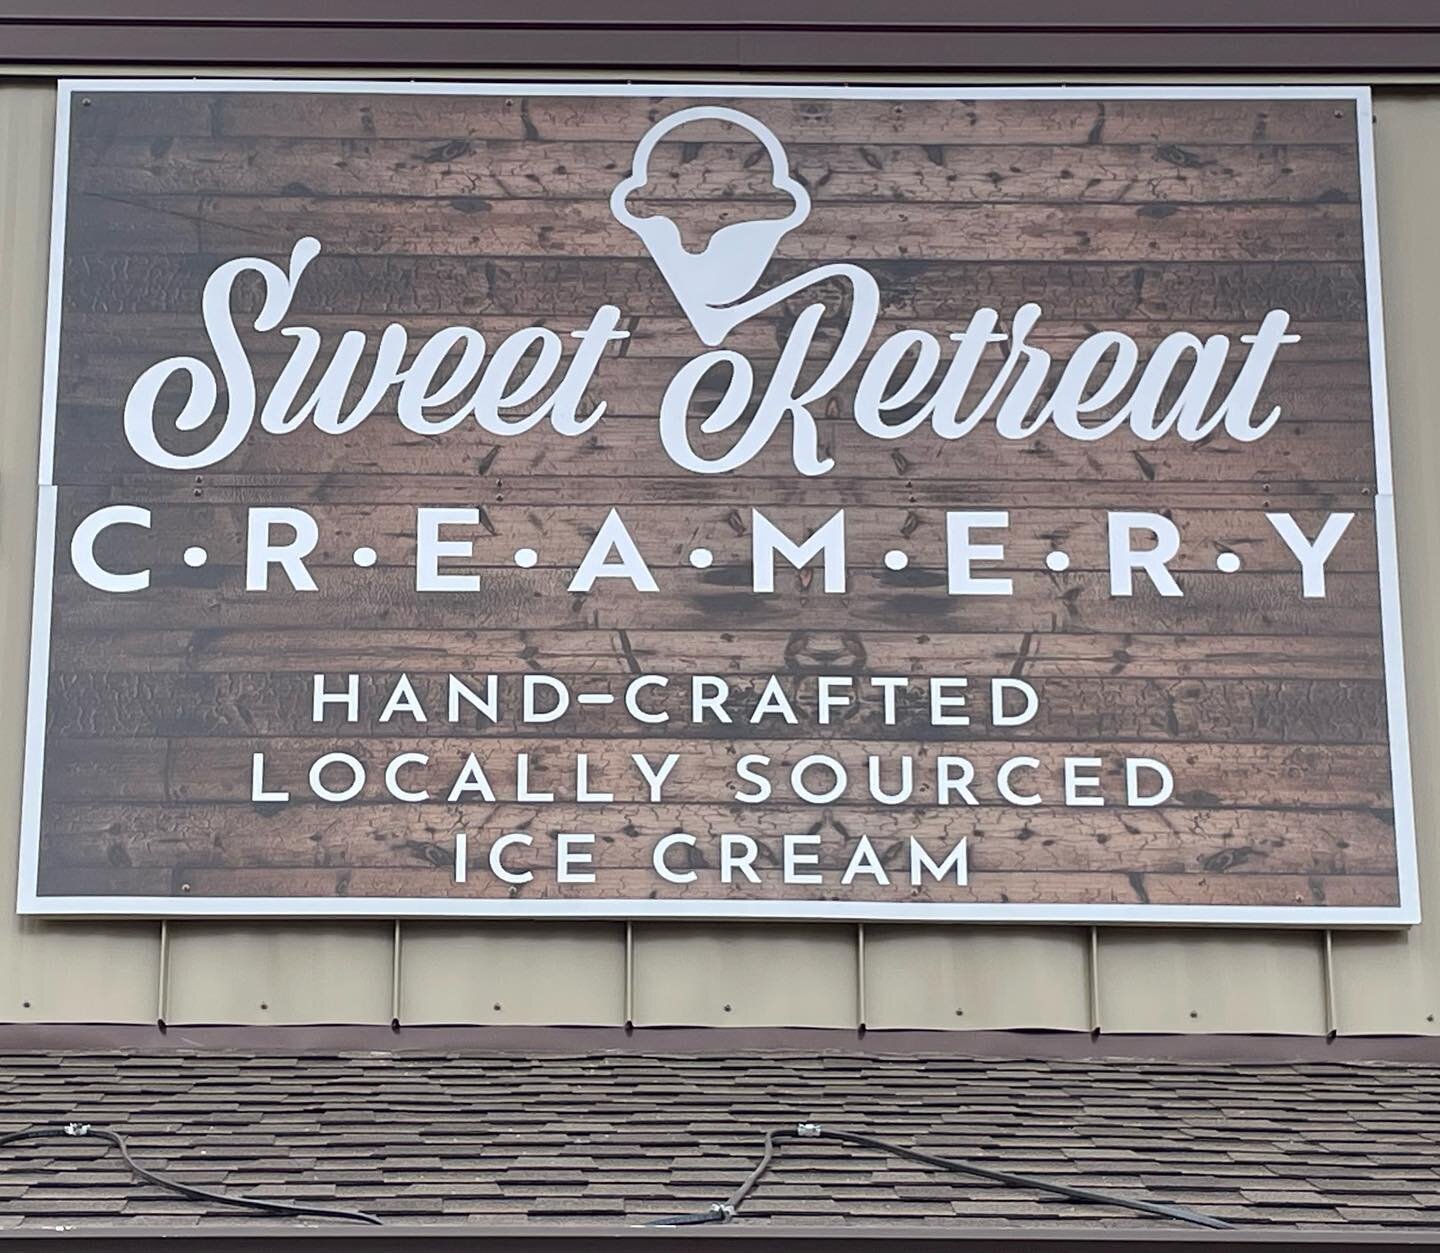 Sweet Retreat
C·R·E·A·M·E·R·Y
HAND-CRAFTED
LOCALLY SOURCED
ICE CREAM